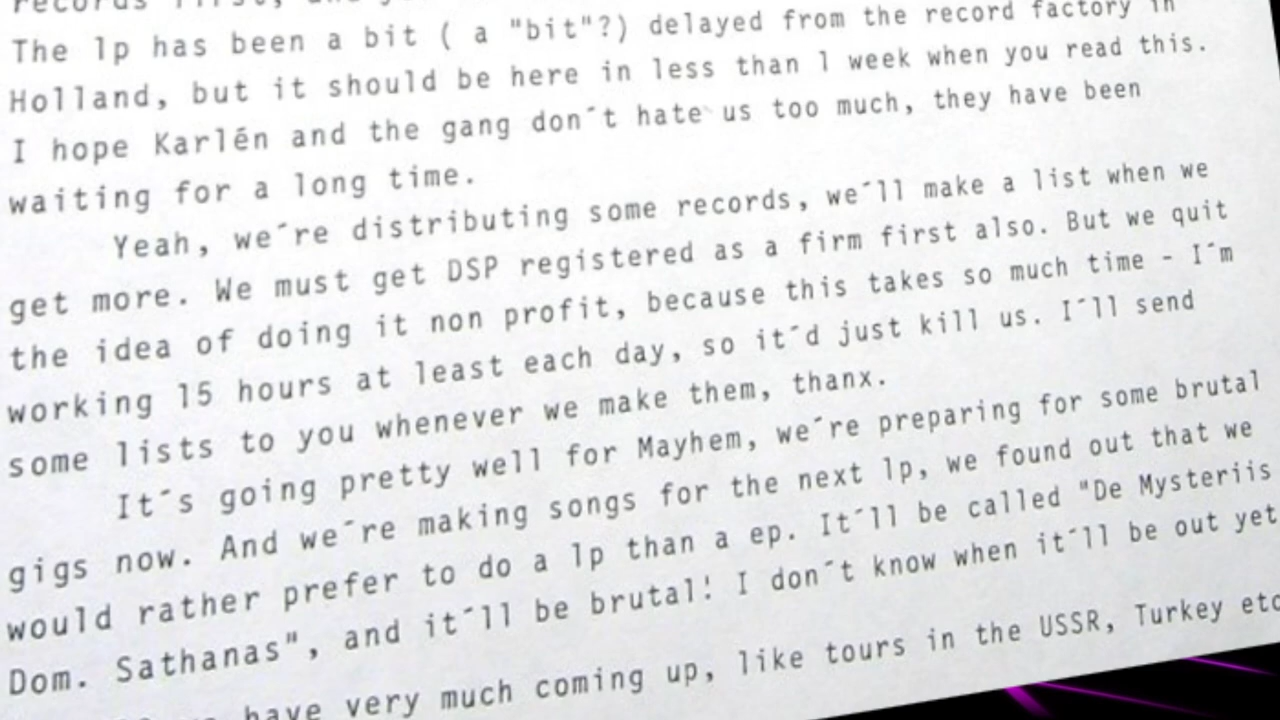 records first, and
The lp has been a bit ( a "bit"?) delayed from the record factory in
Holland, but it should be here in less than 1 week when you read this.
I hope Karlén and the gang don´t hate us too much, they have been
waiting for a long time.
Yeah, we´re distributing some records, we´ll make a list when we
get more. We must get DSP registered as a firm first also. But we quit
the idea of doing it non profit, because this takes so much time - I´m
working 15 hours at least each day, so it´d just kill us. I´ll send
some lists to you whenever we make them, thanx.
It´s going pretty well for Mayhem, we´re preparing for some brutal
gigs now. And we´re making songs for the next lp, we found out that we
would rather prefer to do a lp than a ep. It´ll be called "De Mysteriis
Dom. Sathanas", and it´ll be brutal! I don´t know when it´ll be out yet
have very much coming up, like tours in the USSR, Turkey etc